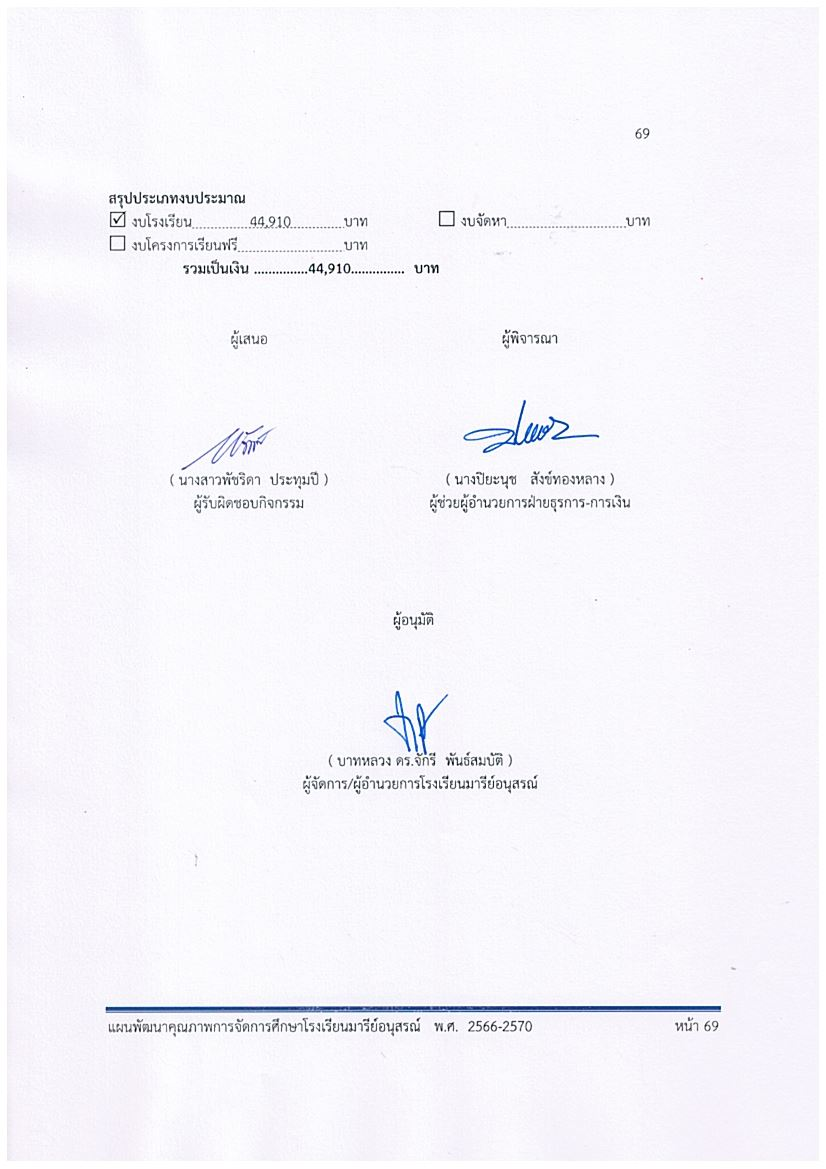 69
สรุปประเภทงบประมาณ
☑ งบโรงเรียน...............44,910..............บาท ☐ งบจัดหา..............................บาท
☐ งบโครงการเรียนฟรี..........................บาท
รวมเป็นเงิน ...............44,910............... บาท
ผู้เสนอ ผู้พิจารณา
( นางสาวพัชริดา ประทุมปี ) ( นางปิยะนุช สังข์ทองหลาง )
ผู้รับผิดชอบกิจกรรม ผู้ช่วยผู้อำนวยการฝ่ายธุรการ-การเงิน
ผู้อนุมัติ
( บาทหลวง ดร.จักรี พันธ์สมบัติ )
ผู้จัดการ/ผู้อำนวยการโรงเรียนมารีย์อนุสรณ์
แผนพัฒนาคุณภาพการจัดการศึกษาโรงเรียนมารีย์อนุสรณ์ พ.ศ. 2566-2570 หน้า 69